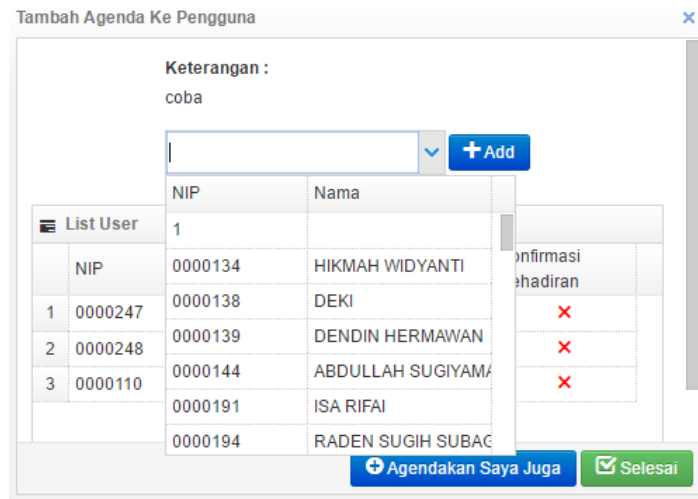 Tambah Agenda Ke Pengguna
Keterangan :
coba
Add
NIP Nama
1
0000134 HIKMAH WIDYANTI
0000138 DEKI
0000139 DENDIN HERMAWAN
0000144 ABDULLAH SUGIYAMA
0000191 ISA RIFAI
0000194 RADEN SUGIH SUBAG
List User
NIP
onfirmasi
ehadiran
1 0000247
2 0000248
3 0000110
Agendakan Saya Juga Selesai